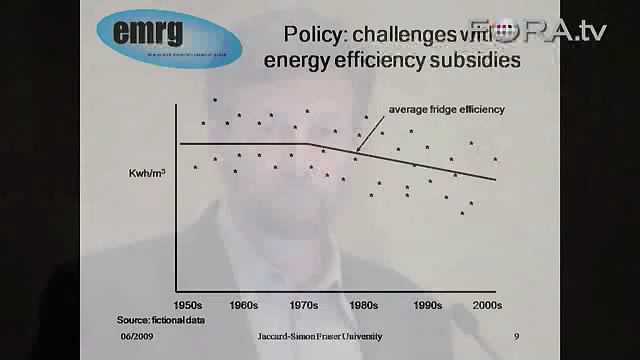 emrg
FORA.tv
Policy: challenges with
energy efficiency subsidies
average fridge efficiency
Kwh/m³
1950s 1960s 1970s 1980s 1990s 2000s
Source: fictional data
06/2009 Jaccard-Simon Fraser University 9